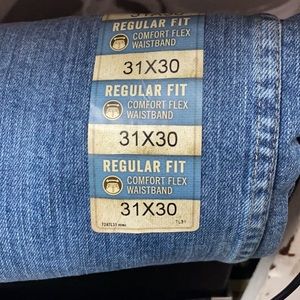 REGULAR FIT
COMFORT FLEX
WAISTBAND
31X30
REGULAR FIT
COMFORT FLEX
WAISTBAND
31X30
REGULAR FIT
COMFORT FLEX
WAISTBAND
31X30